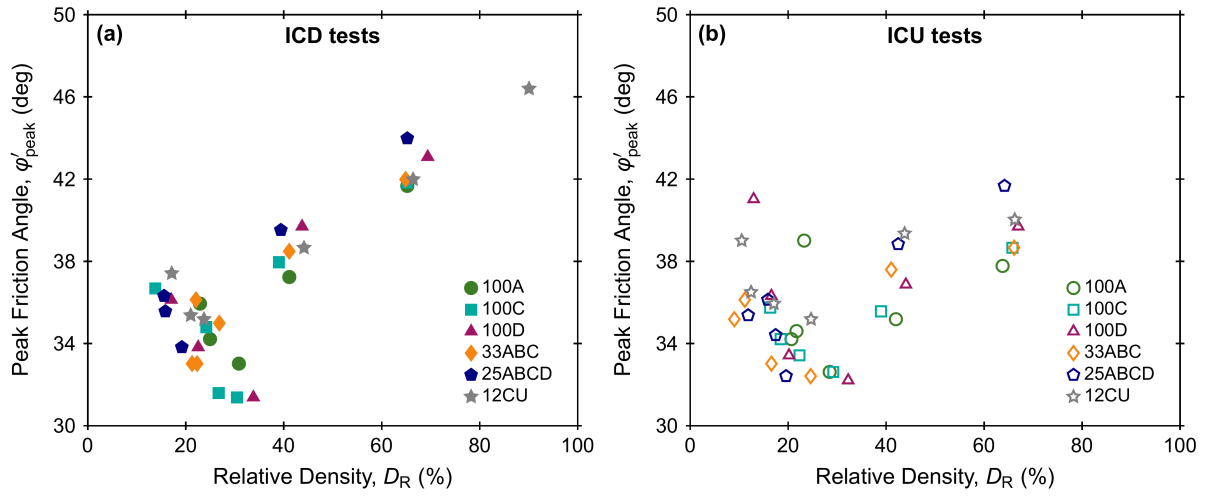 (a)
ICD tests
Peak Friction Angle, φ′peak (deg)
50
46
42
38
34
30
0
20
40
60
80
100
Relative Density, DR (%)
100A
100C
100D
33ABC
25ABCD
12CU
(b)
ICU tests
Peak Friction Angle, φ′peak (deg)
50
46
42
38
34
30
0
20
40
60
80
100
Relative Density, DR (%)
100A
100C
100D
33ABC
25ABCD
12CU